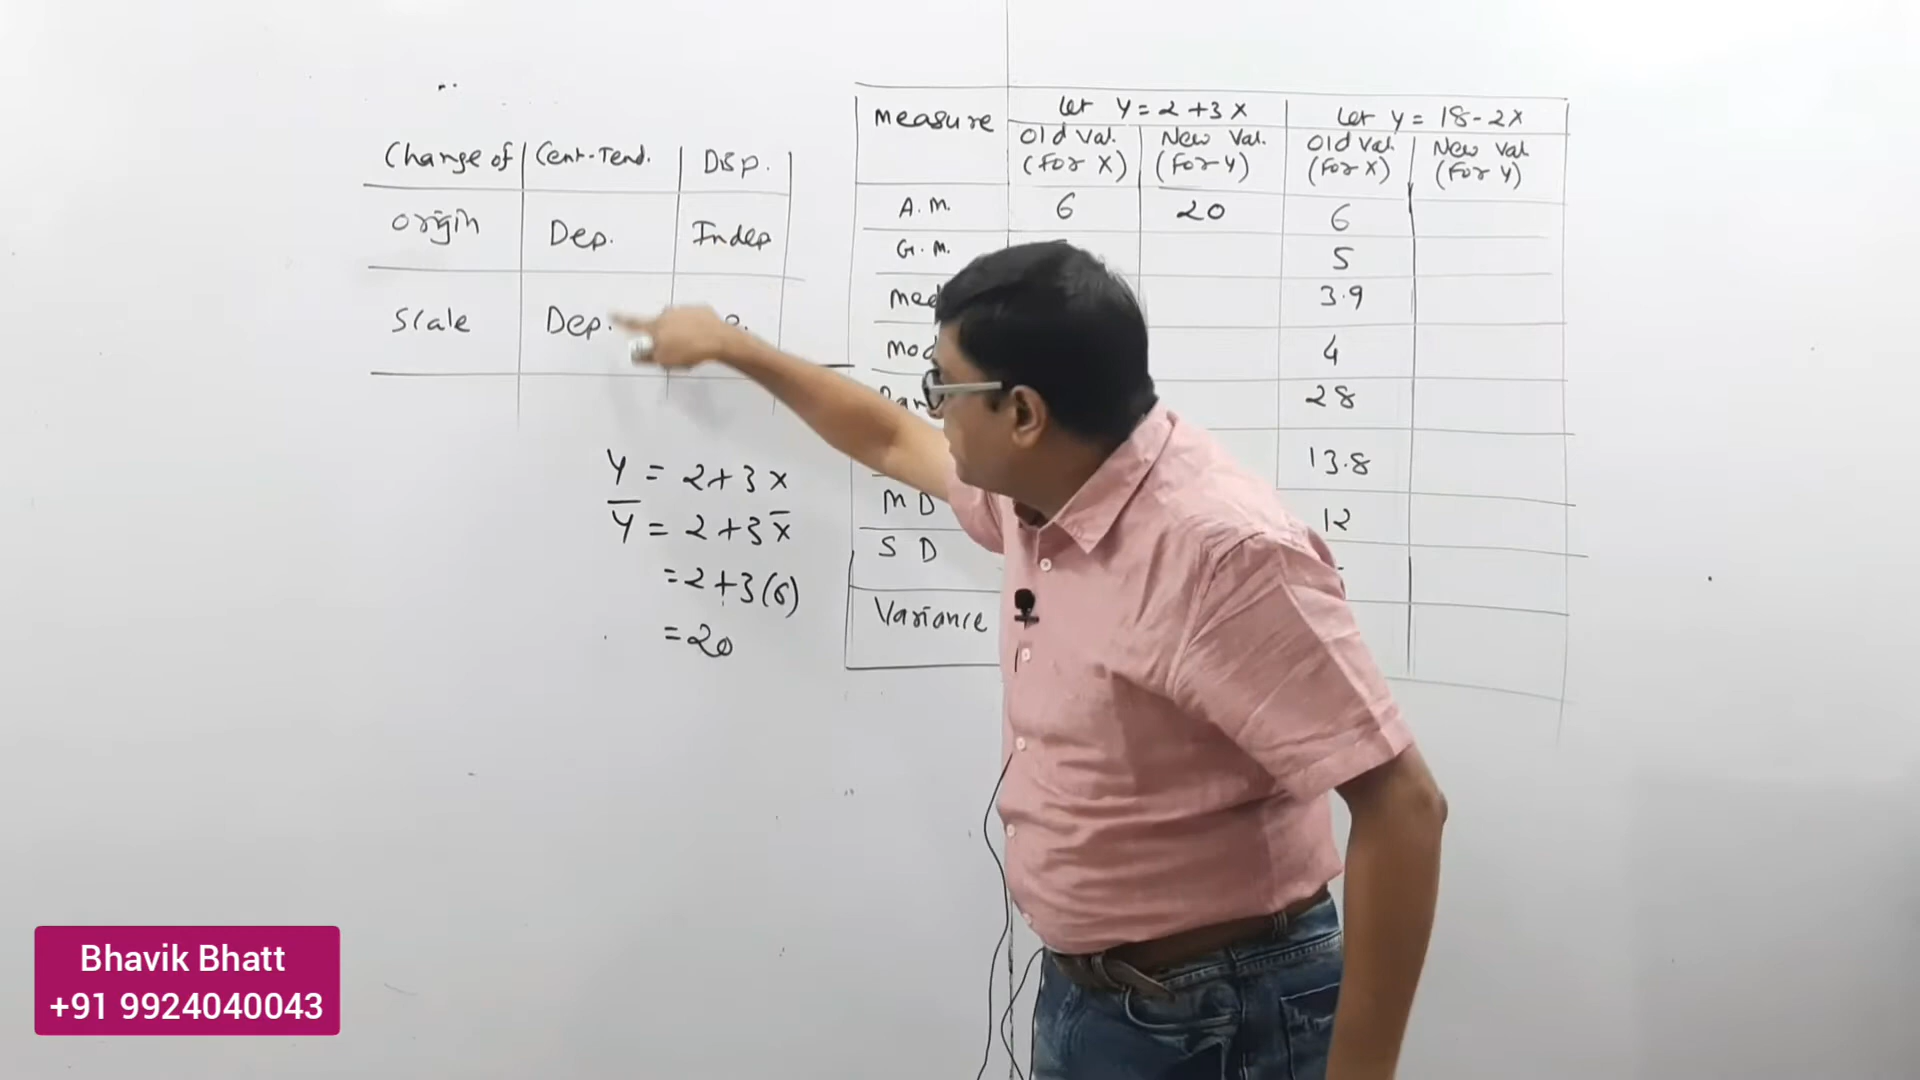 Change of Cent-Tend. Disp.
Origin Dep. Indep
Scale Dep.
Y = 2+3x
Y̅ = 2+3x̅
= 2+3(6)
= 20
Measure Let Y = 2+3x Let Y = 18-2x
Old Val. (For X) New Val. (For Y) Old Val. (For X) New Val. (For Y)
A.M. 6 20 6
G.M. 5
3.9
4
28
13.8
MD 12
SD
Variance
Bhavik Bhatt
+91 9924040043